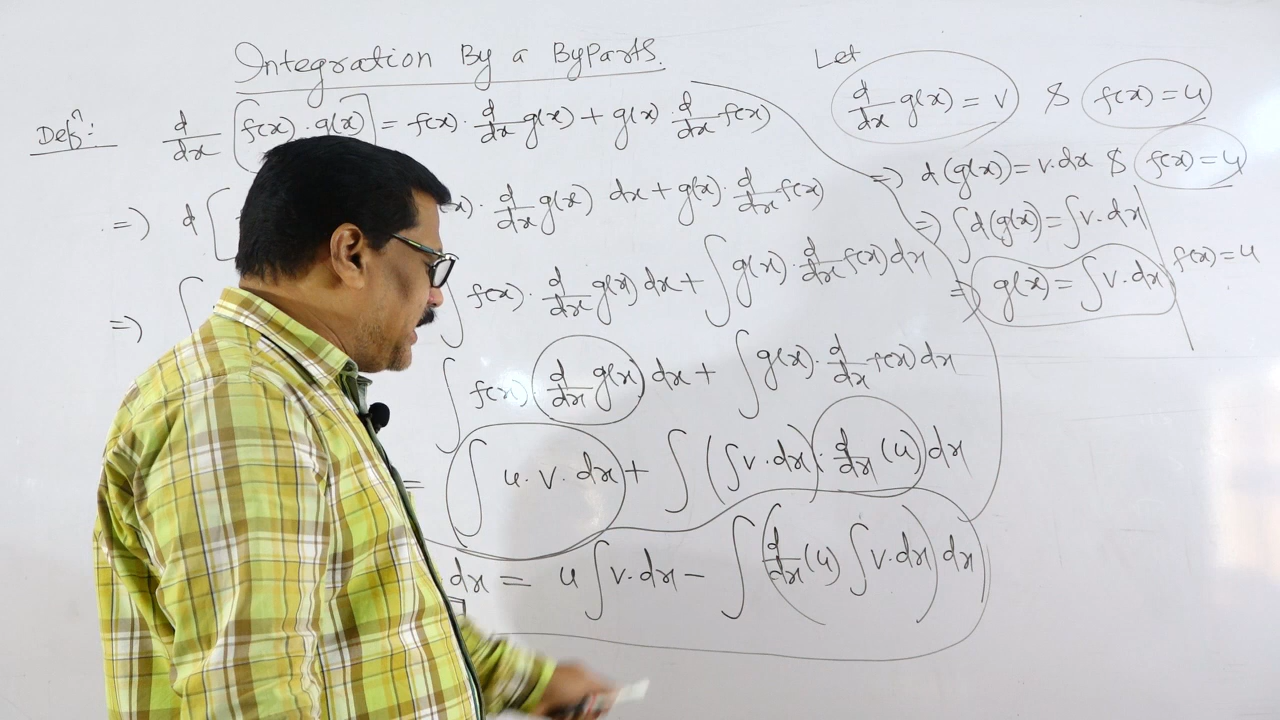 Integration By a ByParts.
Defⁿ: d/dx [f(x)·g(x)] = f(x)·d/dx g(x) + g(x)·d/dx f(x)
=> d[ (x)·d/dx g(x) dx + g(x)·d/dx f(x)
=> ∫ ∫ f(x)·d/dx g(x) dx + ∫ g(x)·d/dx f(x) dx
∫ f(x)·d/dx g(x) dx + ∫ g(x)·d/dx f(x) dx
= ∫ u·v·dx + ∫ (∫v·dx)·d/dx (u) dx
dx = u ∫v·dx − ∫ (d/dx (u) ∫v·dx) dx
Let
d/dx g(x) = v & f(x) = u
=> d(g(x)) = v·dx & f(x) = u
=> ∫d(g(x)) = ∫v·dx
=> g(x) = ∫v·dx f(x) = u